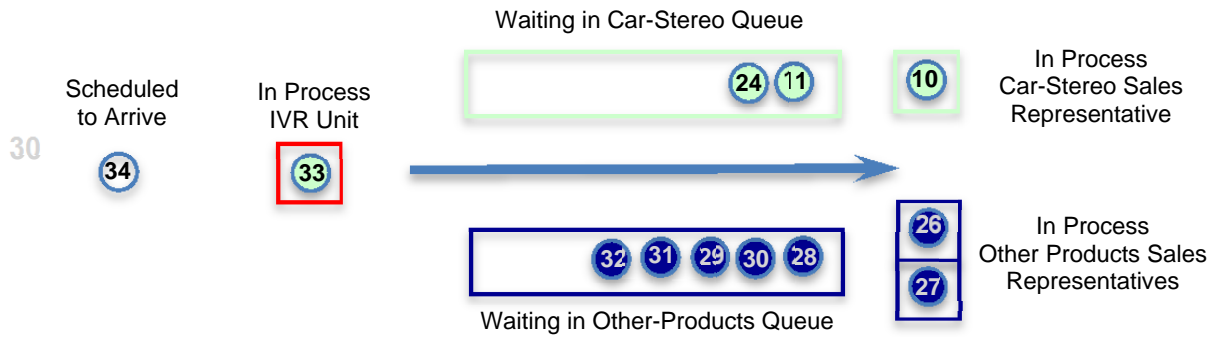 Waiting in Car-Stereo Queue
24 11
10
In Process
Car-Stereo Sales
Representative
Scheduled
to Arrive
In Process
IVR Unit
30
34
33
32 31 29 30 28
26
27
In Process
Other Products Sales
Representatives
Waiting in Other-Products Queue